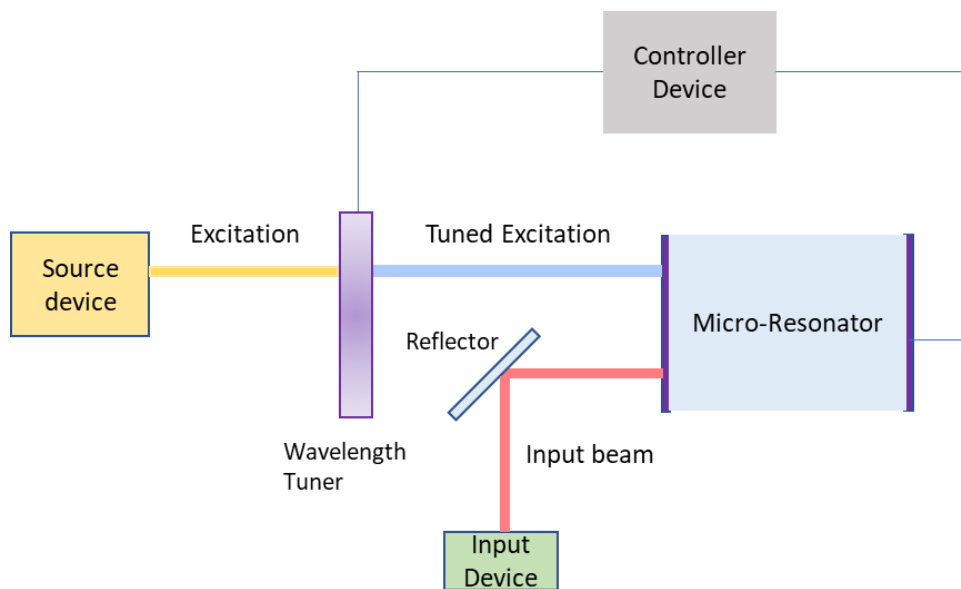 Controller
Device
Excitation
Tuned Excitation
Source
device
Micro-Resonator
Reflector
Wavelength
Tuner
Input beam
Input
Device